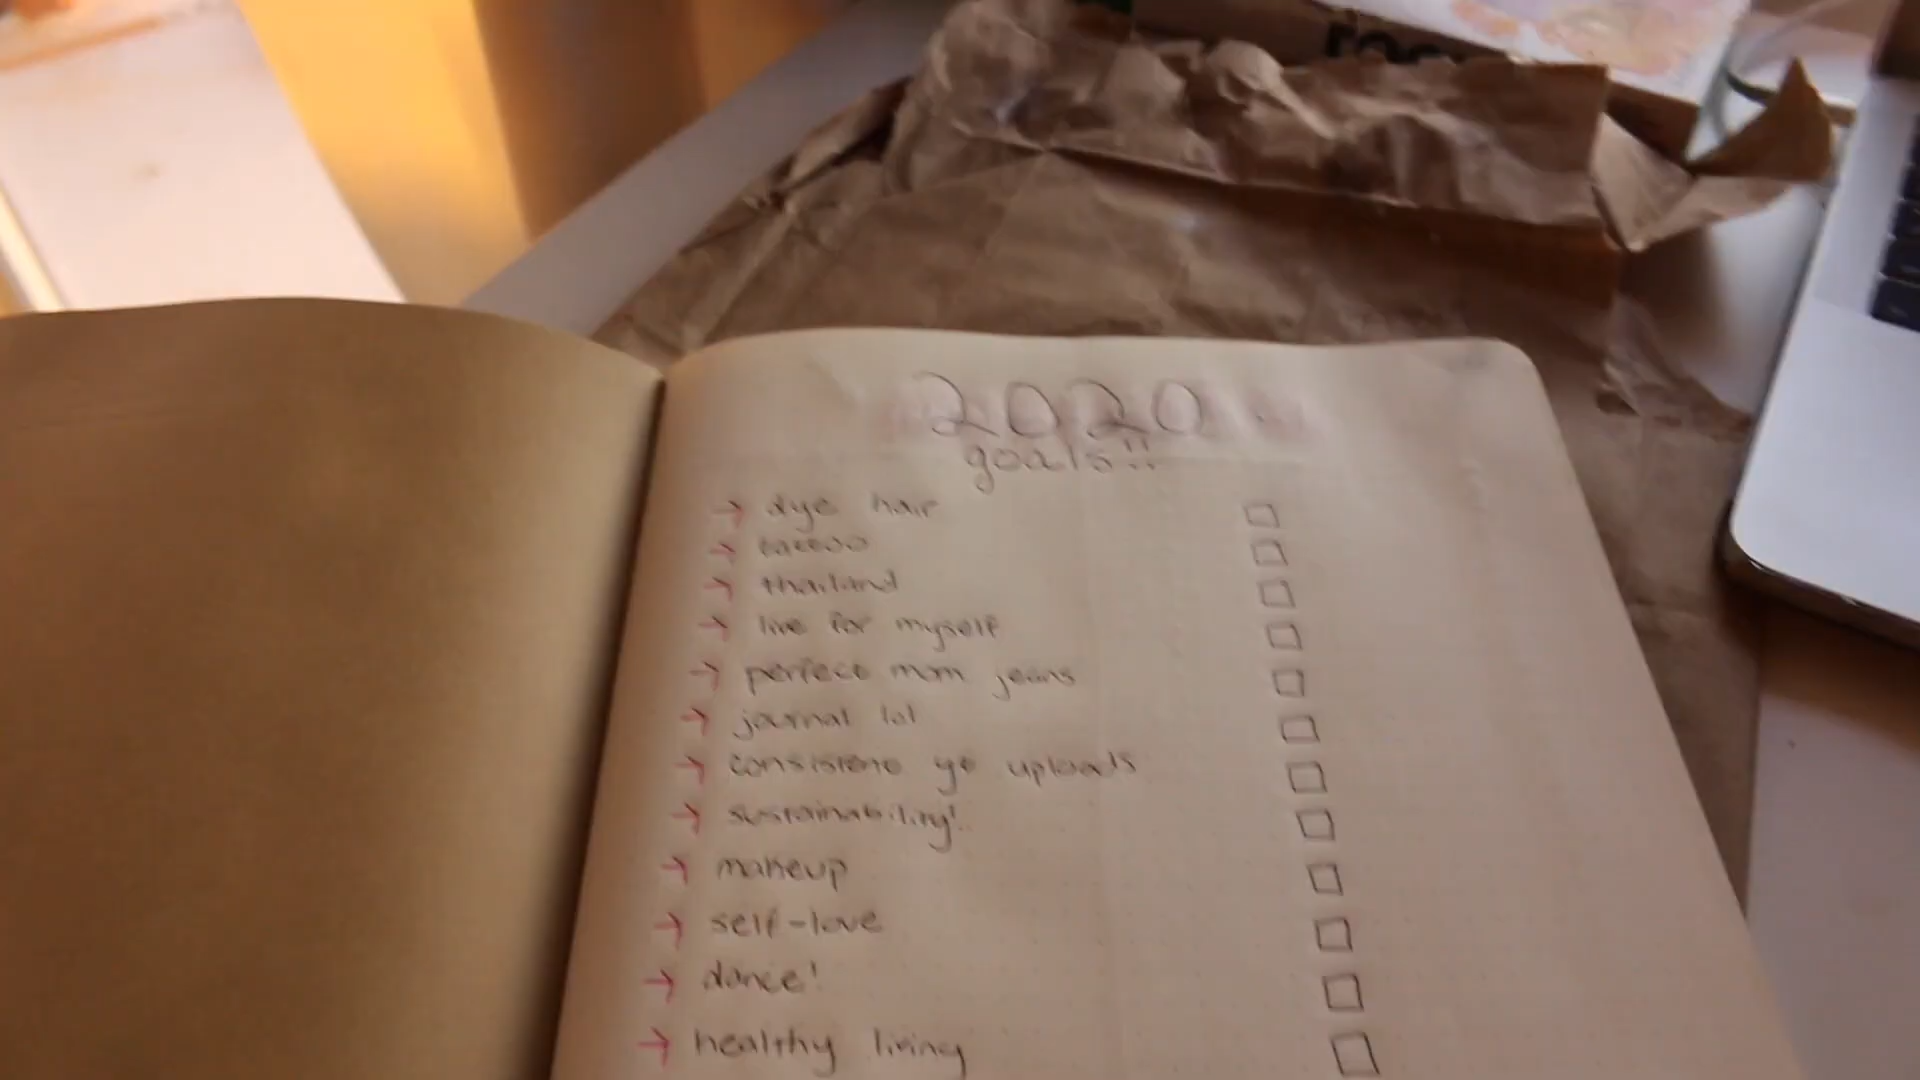 2020
goals!!
→ dye hair
→ tattoo
→ thailand
→ live for myself
→ perfect mom jeans
→ journal lol
→ consistent yt uploads
→ sustainability!
→ makeup
→ self-love
→ dance!
→ healthy living